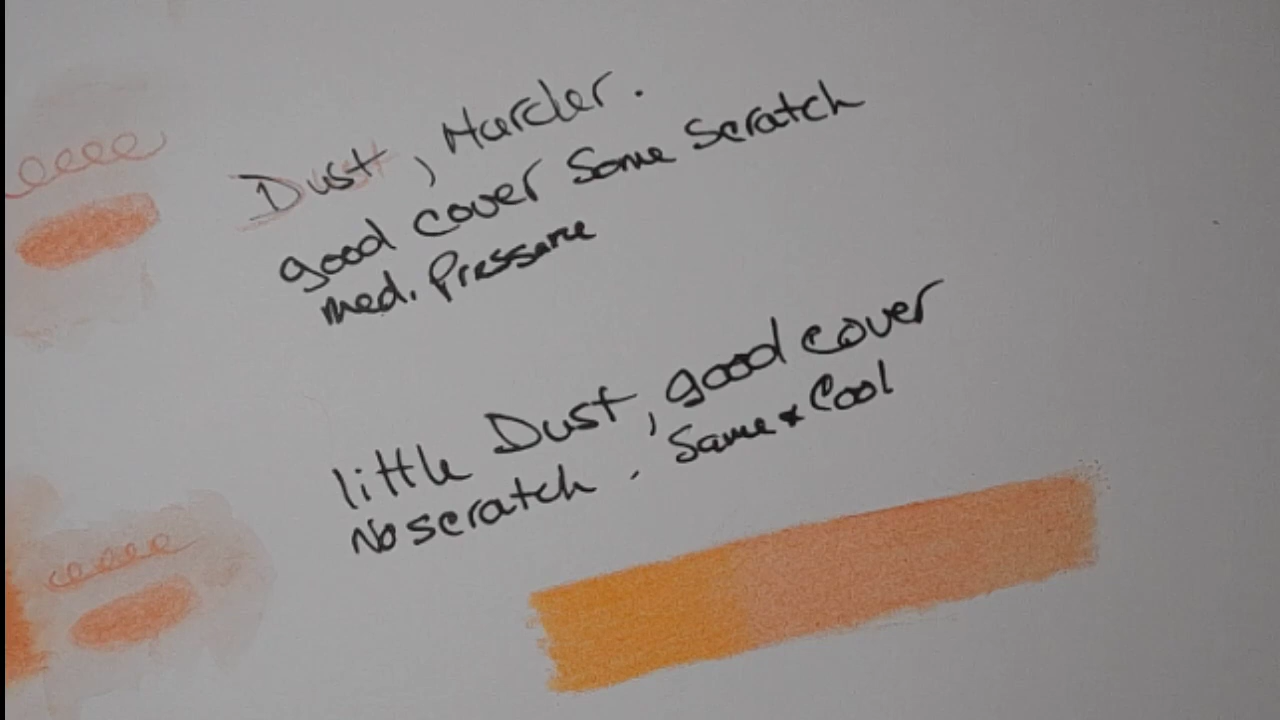 Dust, Harder.
good cover Some Scratch
med. Pressure
little Dust, good cover
No scratch. Same & Cool